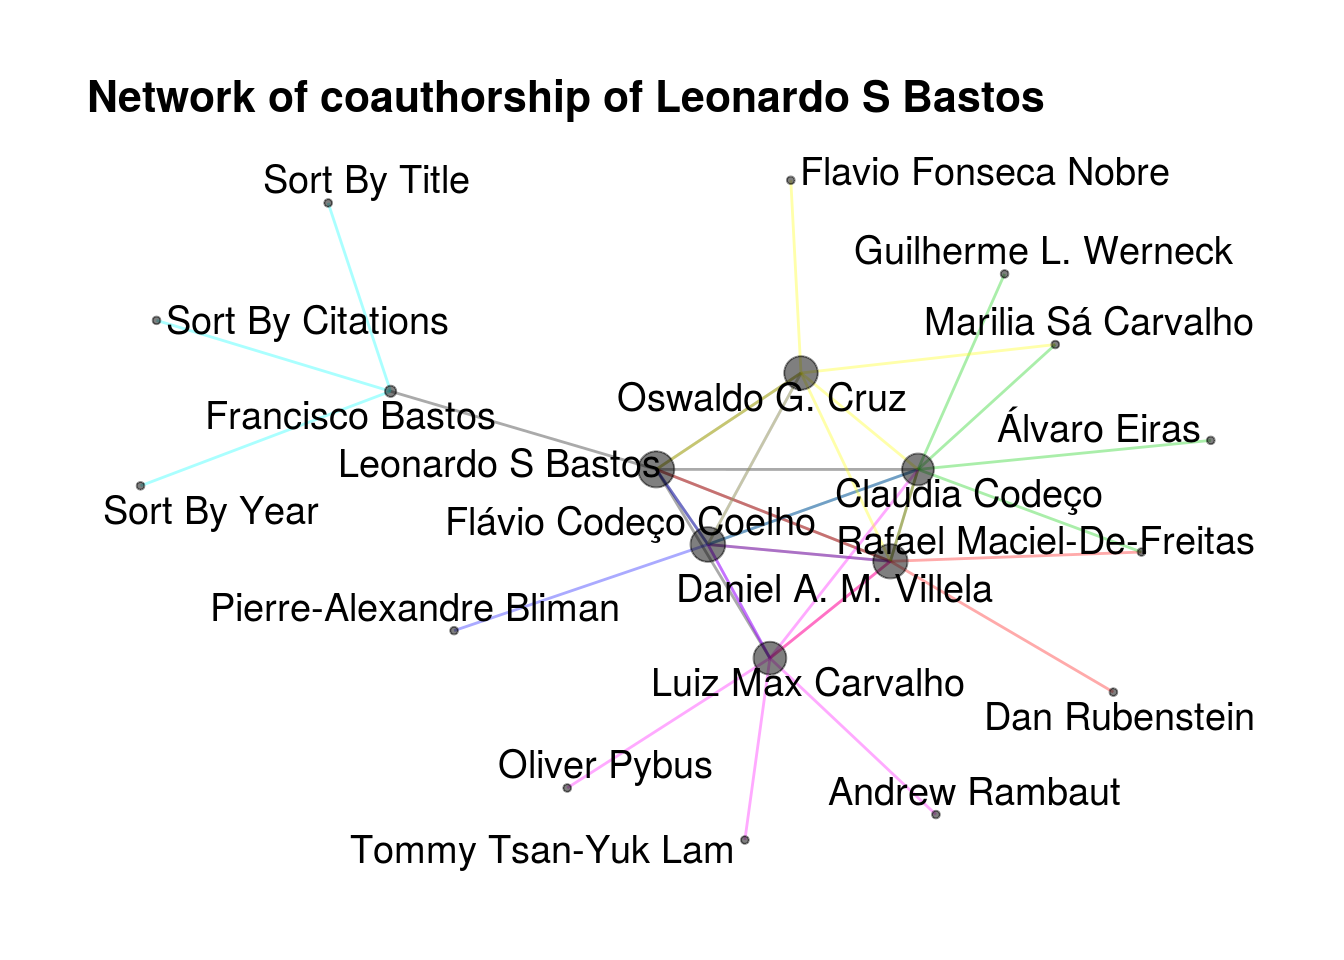 Network of coauthorship of Leonardo S Bastos
Flavio Fonseca Nobre
Sort By Title
Guilherme L. Werneck
Sort By Citations
Marilia Sá Carvalho
Oswaldo G. Cruz
Francisco Bastos
Álvaro Eiras
Leonardo S Bastos
Claudia Codeço
Sort By Year
Flávio Codeço Coelho
Rafael Maciel-De-Freitas
Daniel A. M. Villela
Pierre-Alexandre Bliman
Luiz Max Carvalho
Dan Rubenstein
Oliver Pybus
Andrew Rambaut
Tommy Tsan-Yuk Lam